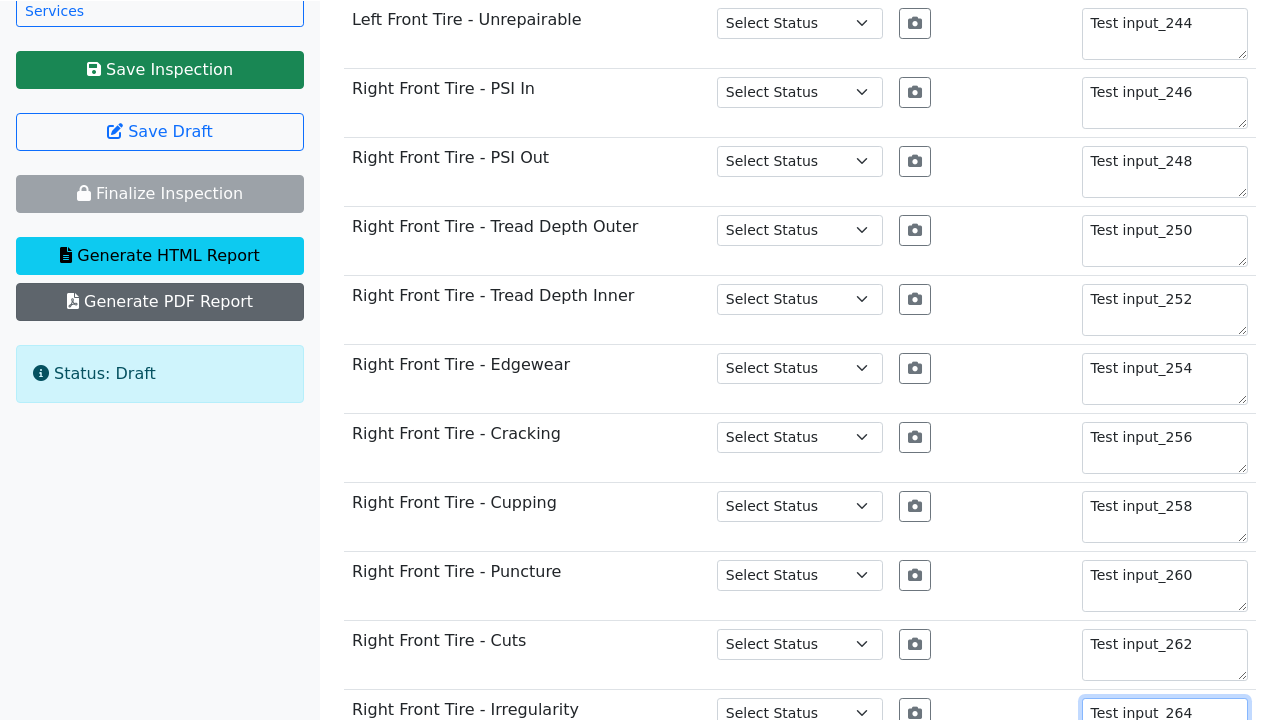 Services
Save Inspection
Save Draft
Finalize Inspection
Generate HTML Report
Generate PDF Report
Status: Draft
Left Front Tire - Unrepairable Select Status Test input_244
Right Front Tire - PSI In Select Status Test input_246
Right Front Tire - PSI Out Select Status Test input_248
Right Front Tire - Tread Depth Outer Select Status Test input_250
Right Front Tire - Tread Depth Inner Select Status Test input_252
Right Front Tire - Edgewear Select Status Test input_254
Right Front Tire - Cracking Select Status Test input_256
Right Front Tire - Cupping Select Status Test input_258
Right Front Tire - Puncture Select Status Test input_260
Right Front Tire - Cuts Select Status Test input_262
Right Front Tire - Irregularity Select Status Test input_264